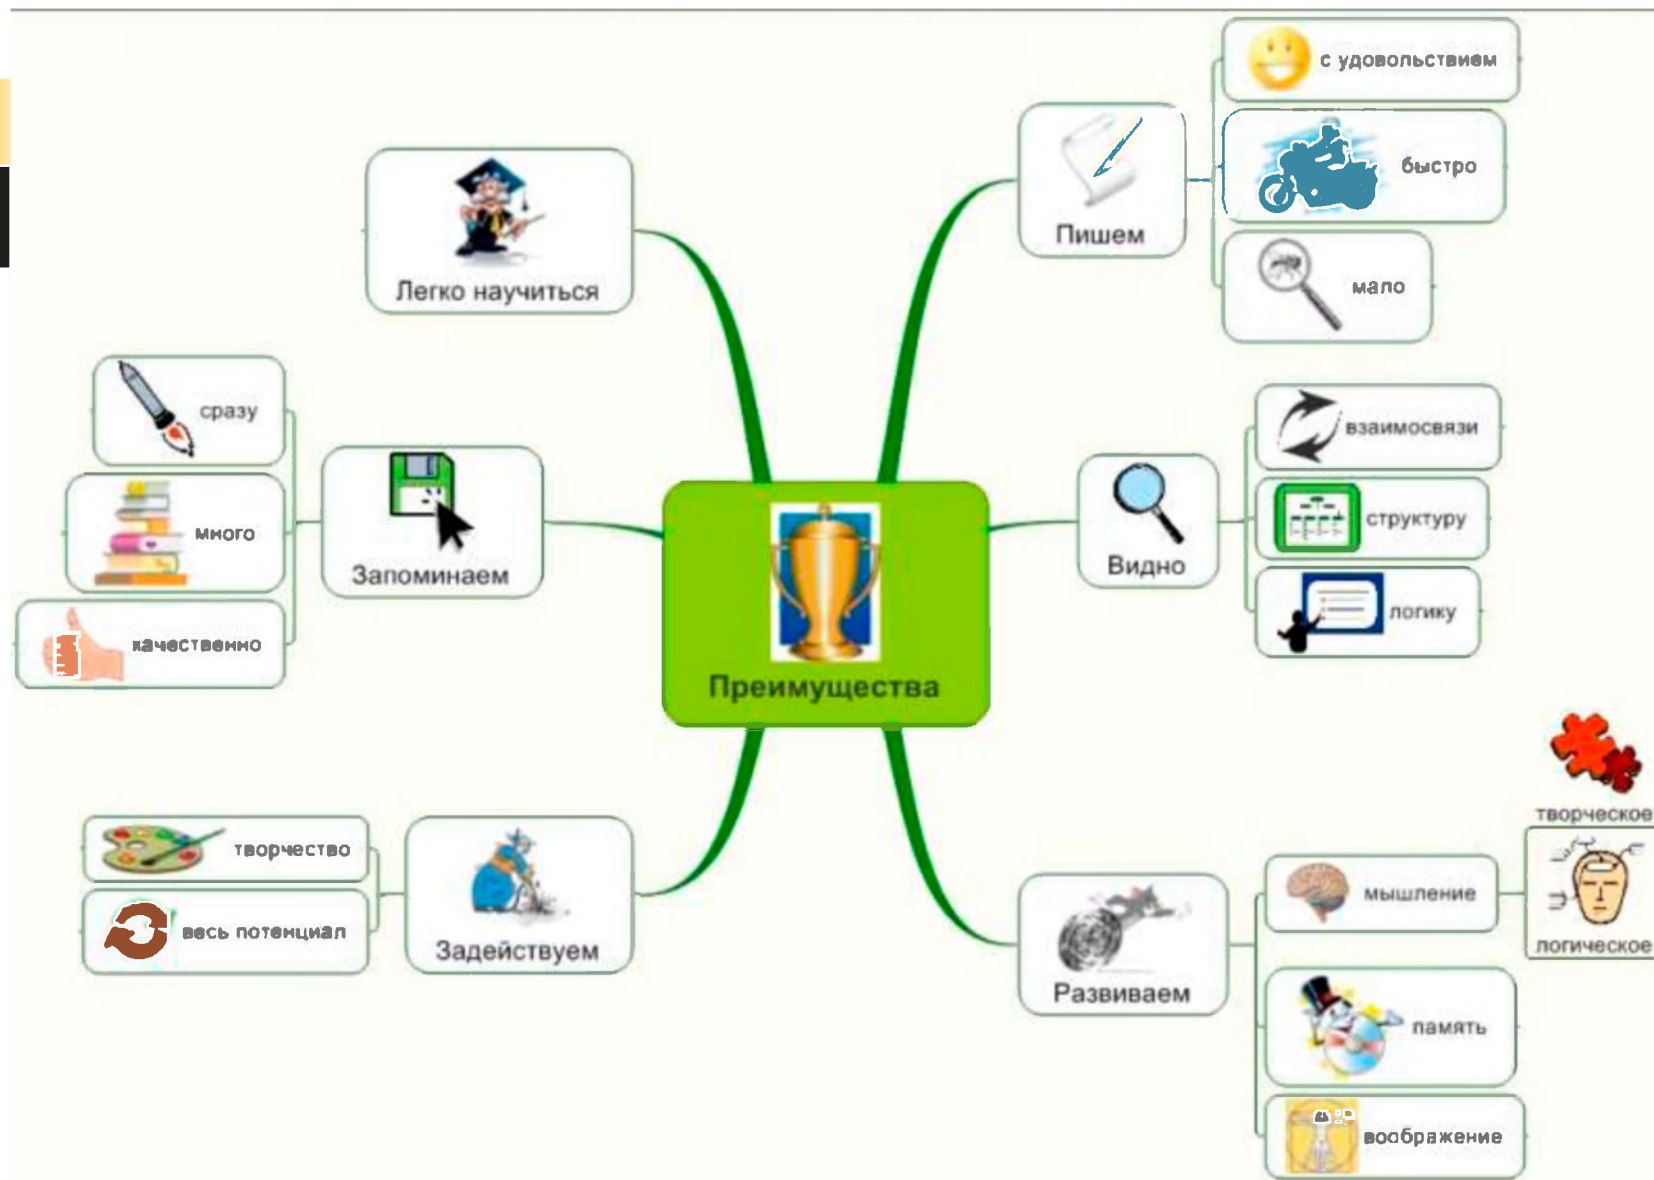 с удовольствием
быстро
Пишем
мало
Легко научиться
сразу
много
качественно
Запоминаем
взаимосвязи
структуру
логику
Видно
Преимущества
творчество
весь потенциал
Задействуем
творческое
мышление
логическое
Развиваем
память
воображение